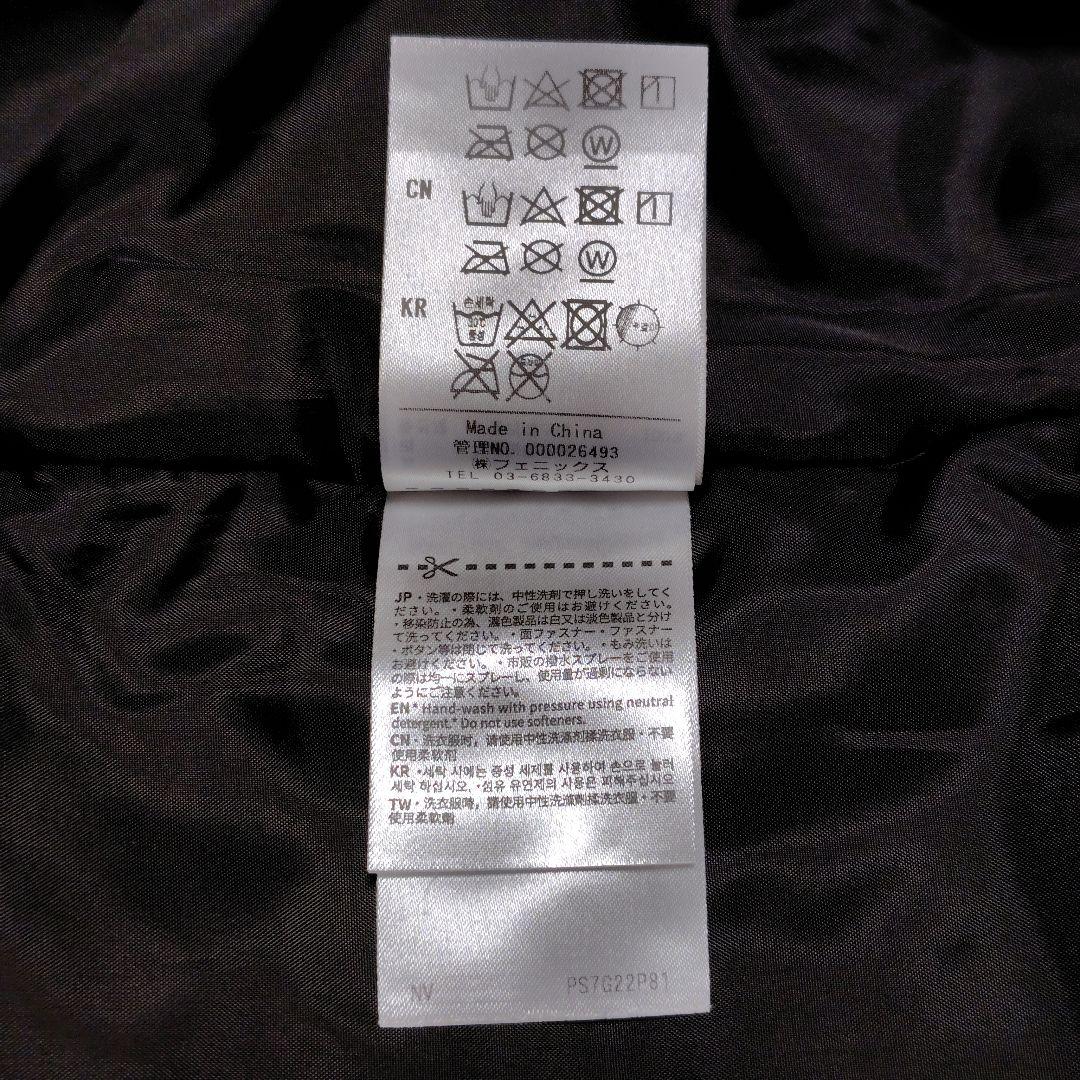 W
CN
W
KR
손세탁
30℃
중성
Made in China
管理NO. 000026493
㈱フェニックス
TEL 03-6833-3430
JP・洗濯の際には、中性洗剤で押し洗いをしてく
ださい。・柔軟剤のご使用はお避けください。
・移染防止の為、濃色製品は白又は淡色製品と分け
て洗ってください。・面ファスナー・ファスナー
・ボタン等は閉じて洗ってください。・もみ洗いは
お避けください。・市販の撥水スプレーをご使用
の際は均一にスプレーし、使用量が過剰にならない
ようにご注意ください。
EN* Hand-wash with pressure using neutral
detergent.* Do not use softeners.
CN・洗衣服时，请使用中性洗涤剂揉洗衣服・不要
使用柔软剂
KR ・세탁 시에는 중성 세제를 사용하여 손으로 눌러
세탁 하십시오. ・섬유 유연제의 사용은 피해주십시오
TW・洗衣服時，請使用中性洗滌劑揉洗衣服・不要
使用柔軟劑
NV PS7G22P81